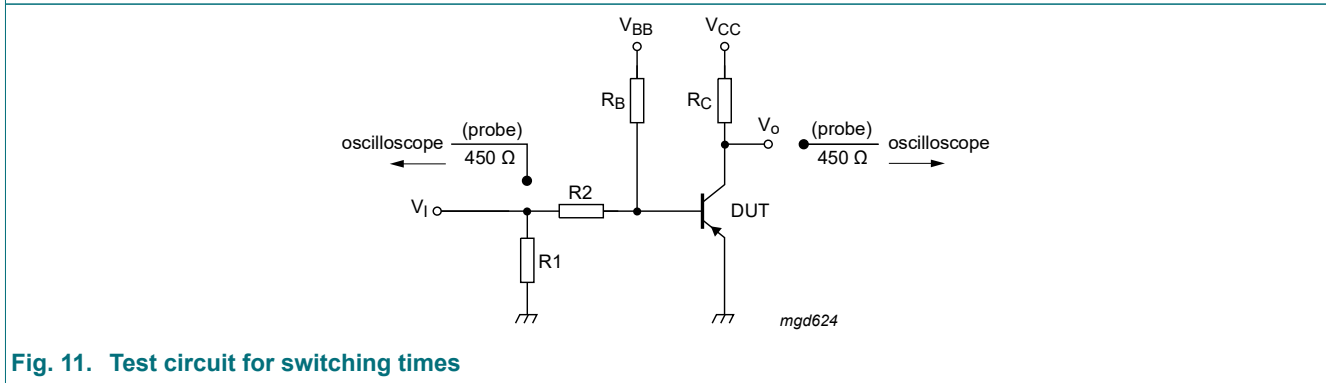 V_BB
V_CC
R_B
R_C
V_o
(probe)
oscilloscope
450 Ω
(probe)
oscilloscope
450 Ω
R2
V_I
DUT
R1
mgd624
Fig. 11. Test circuit for switching times